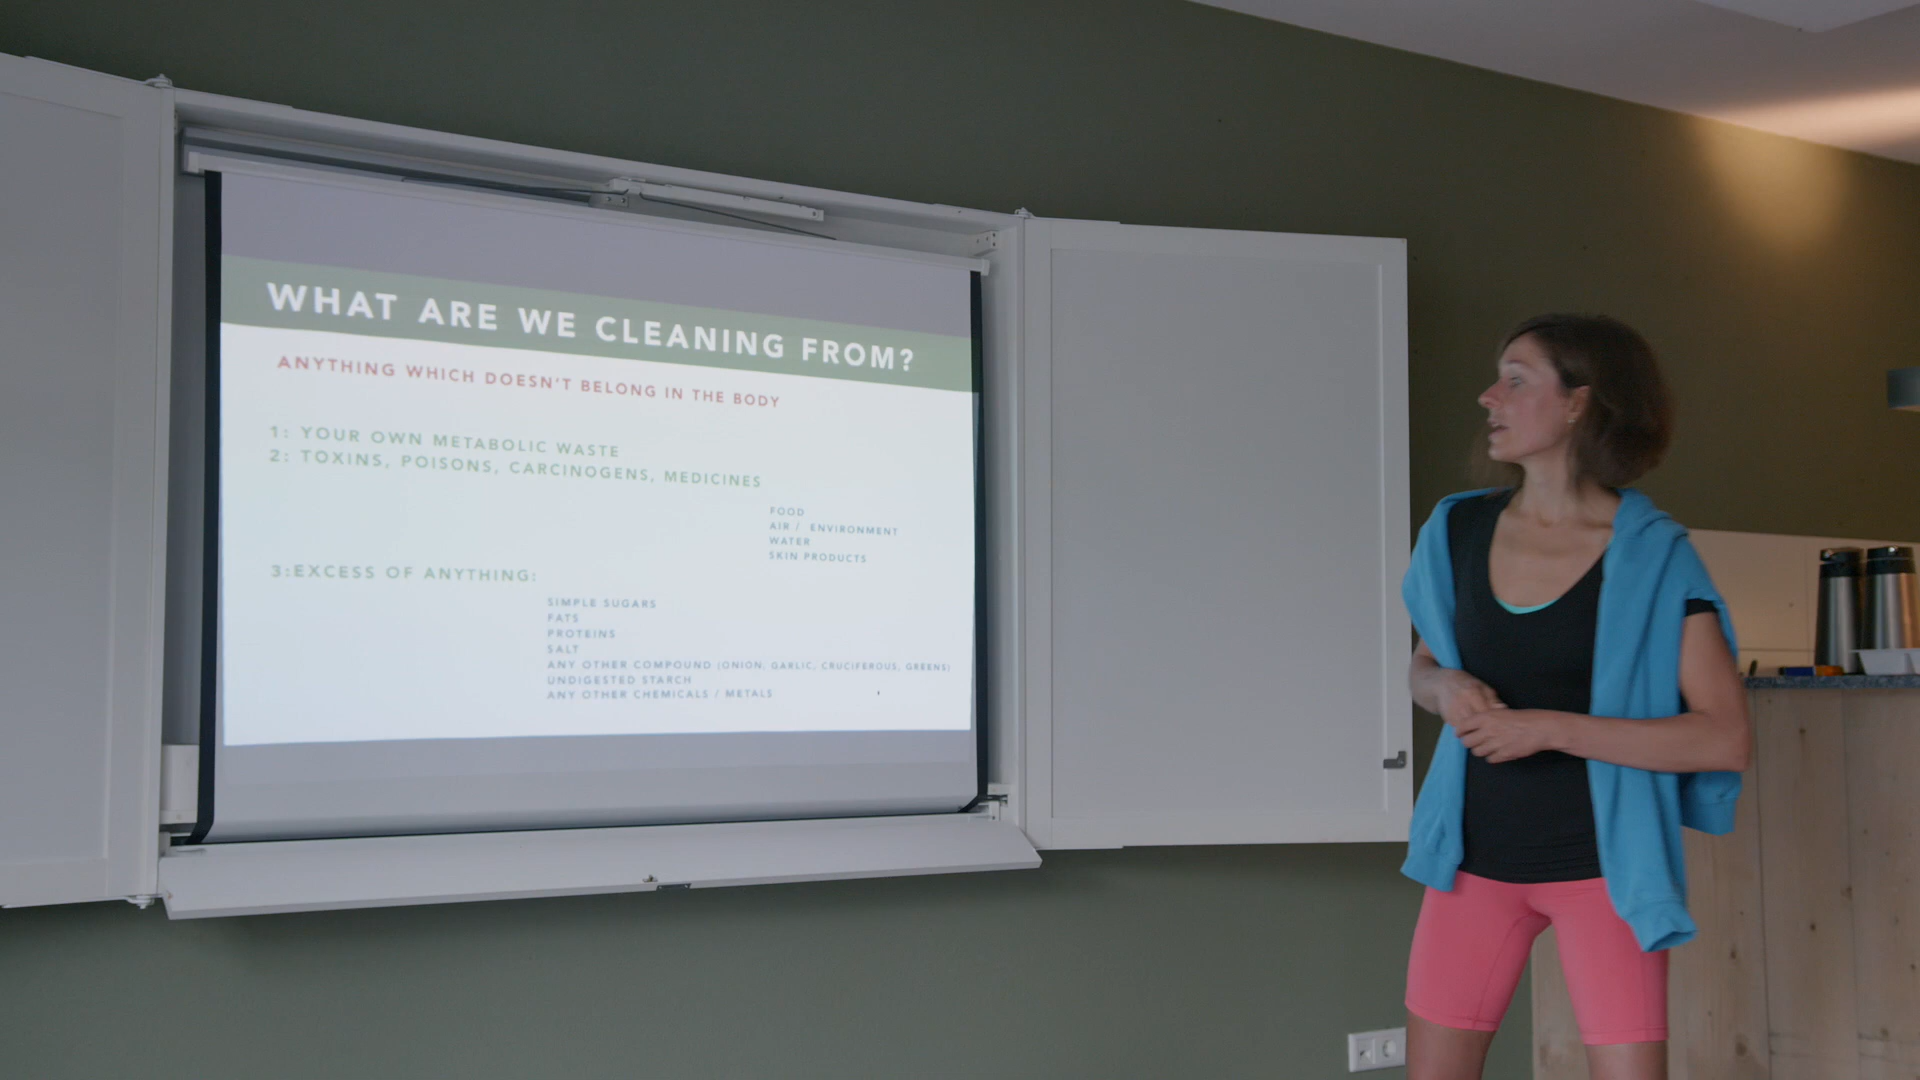 WHAT ARE WE CLEANING FROM?
ANYTHING WHICH DOESN'T BELONG IN THE BODY
1: YOUR OWN METABOLIC WASTE
2: TOXINS, POISONS, CARCINOGENS, MEDICINES
FOOD
AIR / ENVIRONMENT
WATER
SKIN PRODUCTS
3:EXCESS OF ANYTHING:
SIMPLE SUGARS
FATS
PROTEINS
SALT
ANY OTHER COMPOUND (ONION, GARLIC, CRUCIFEROUS, GREENS)
UNDIGESTED STARCH
ANY OTHER CHEMICALS / METALS